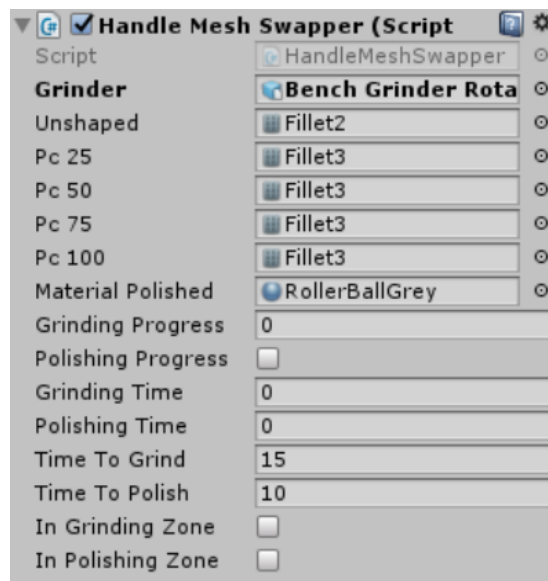 Handle Mesh Swapper (Script
Script HandleMeshSwapper
Grinder Bench Grinder Rota
Unshaped Fillet2
Pc 25 Fillet3
Pc 50 Fillet3
Pc 75 Fillet3
Pc 100 Fillet3
Material Polished RollerBallGrey
Grinding Progress 0
Polishing Progress
Grinding Time 0
Polishing Time 0
Time To Grind 15
Time To Polish 10
In Grinding Zone
In Polishing Zone